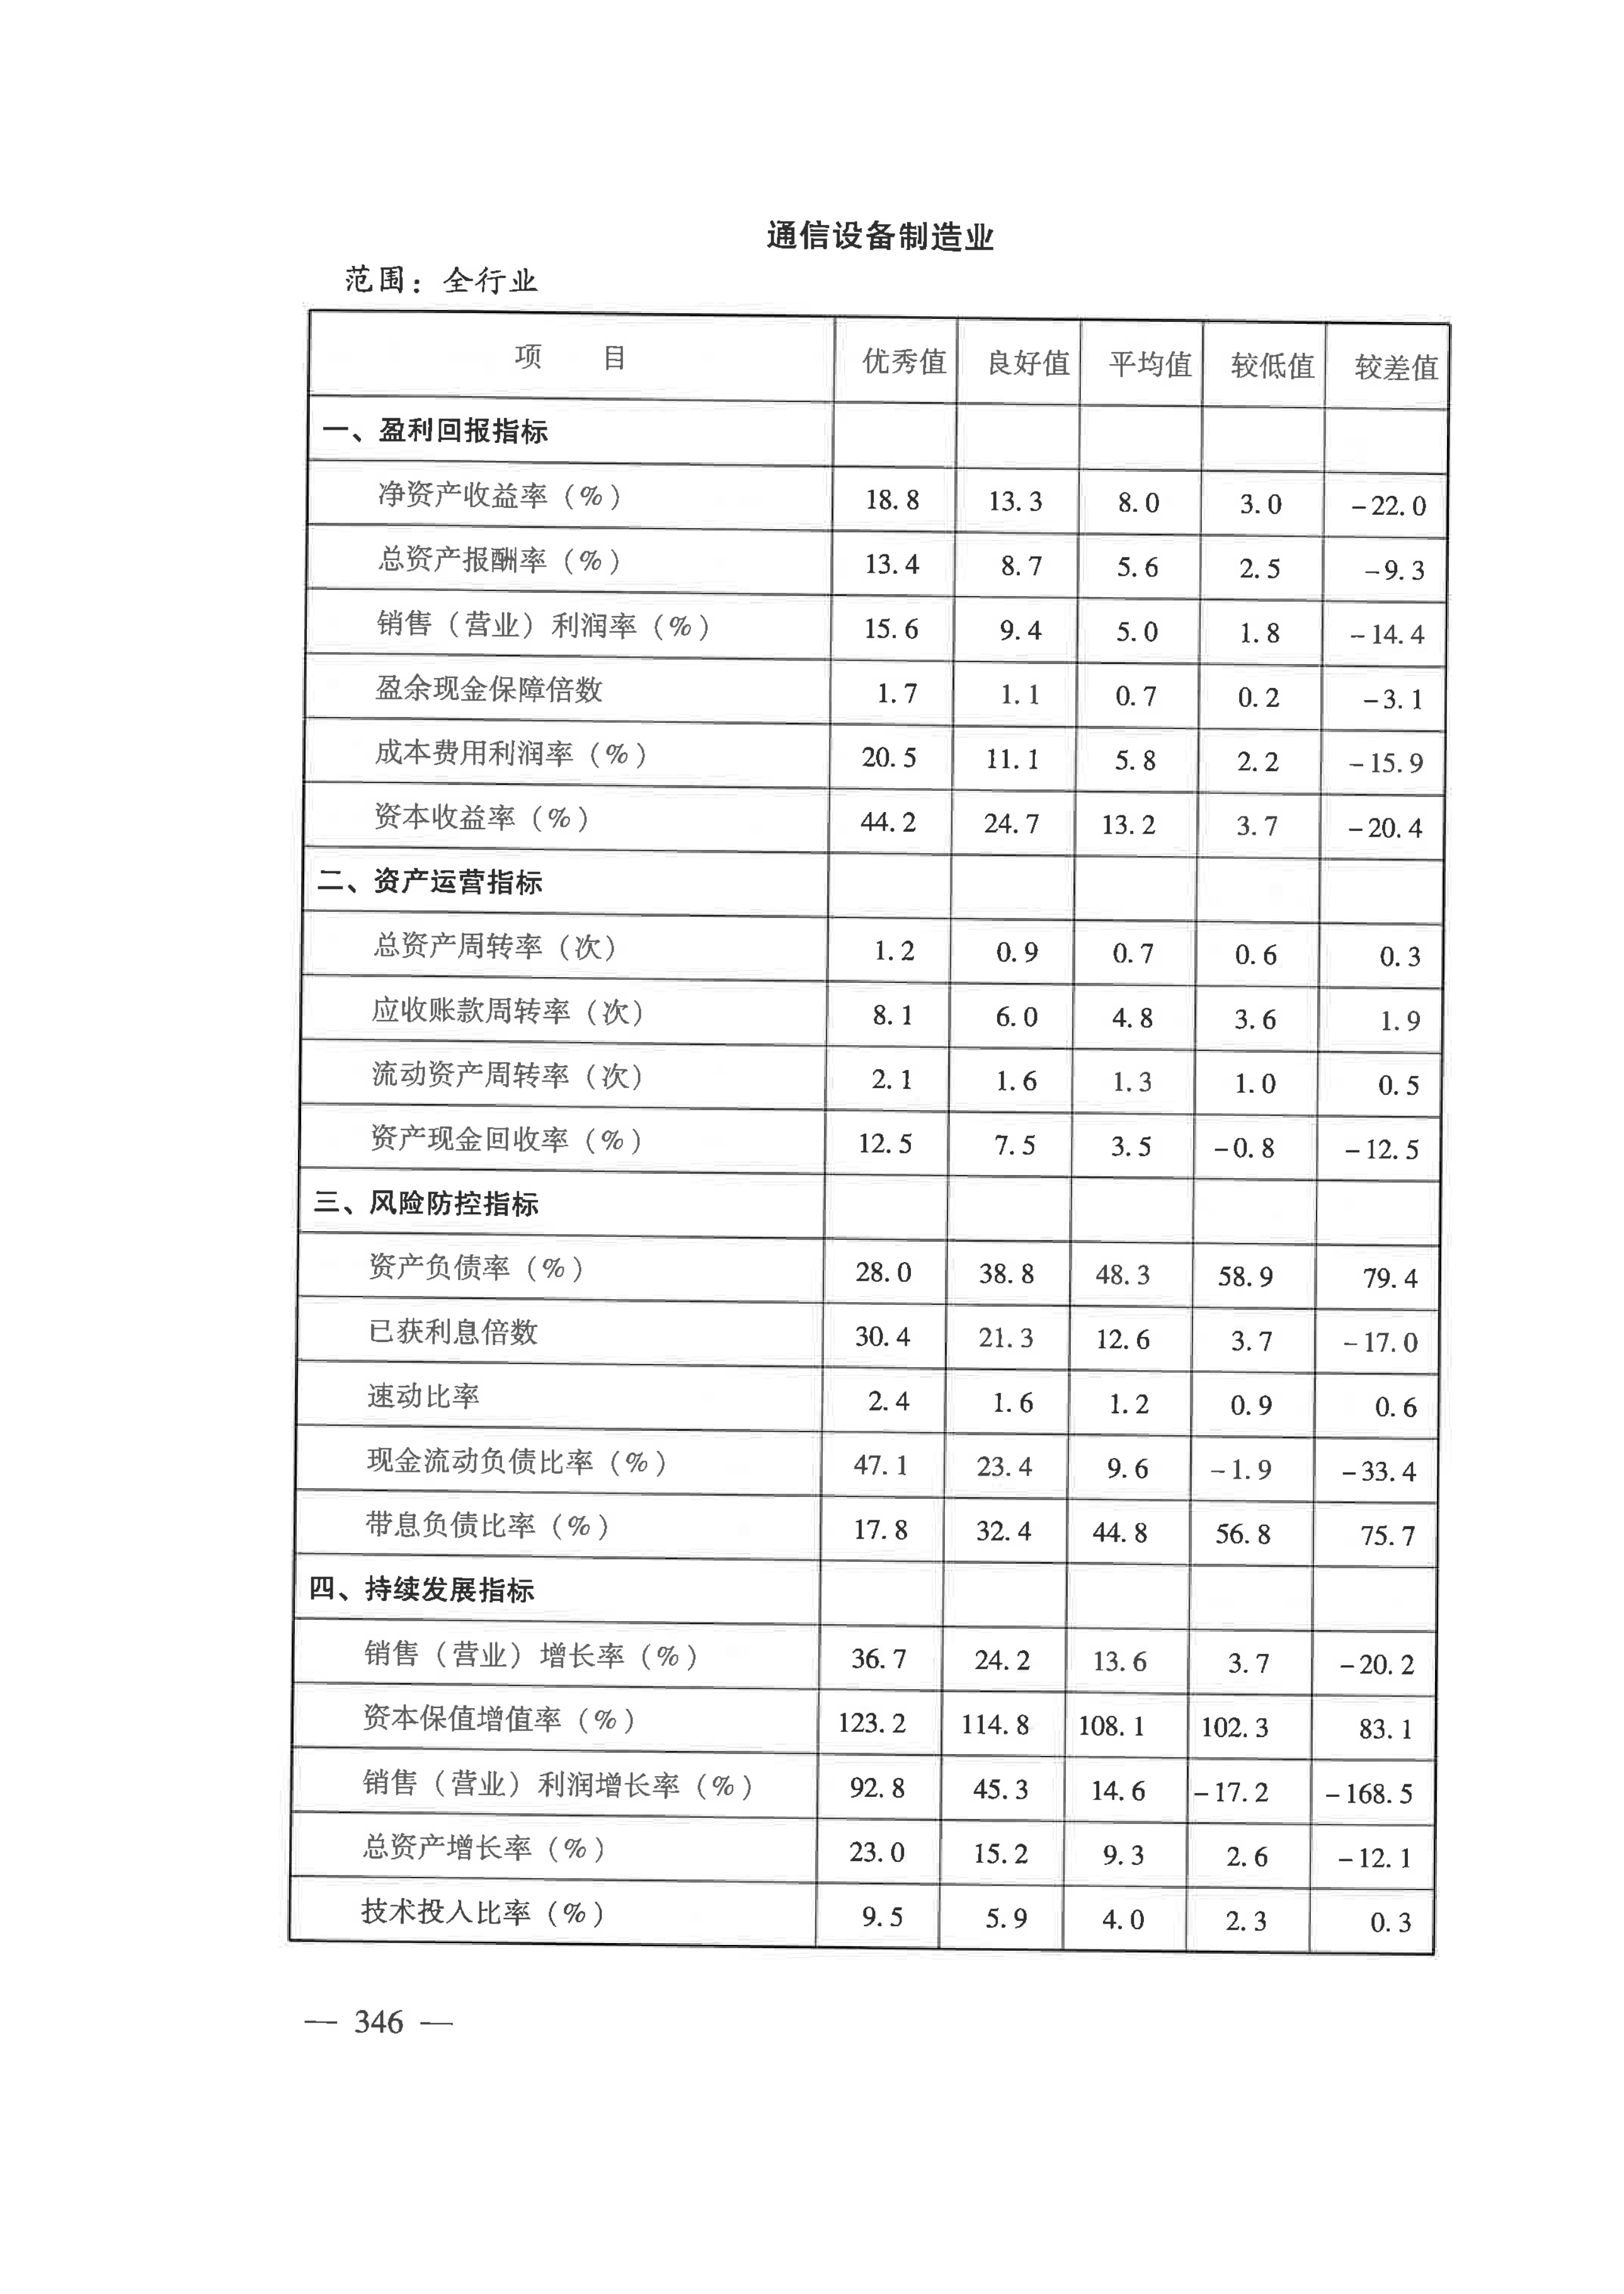 通信设备制造业
范围：全行业
项 目 优秀值 良好值 平均值 较低值 较差值
一、盈利回报指标
净资产收益率（%） 18.8 13.3 8.0 3.0 -22.0
总资产报酬率（%） 13.4 8.7 5.6 2.5 -9.3
销售（营业）利润率（%） 15.6 9.4 5.0 1.8 -14.4
盈余现金保障倍数 1.7 1.1 0.7 0.2 -3.1
成本费用利润率（%） 20.5 11.1 5.8 2.2 -15.9
资本收益率（%） 44.2 24.7 13.2 3.7 -20.4
二、资产运营指标
总资产周转率（次） 1.2 0.9 0.7 0.6 0.3
应收账款周转率（次） 8.1 6.0 4.8 3.6 1.9
流动资产周转率（次） 2.1 1.6 1.3 1.0 0.5
资产现金回收率（%） 12.5 7.5 3.5 -0.8 -12.5
三、风险防控指标
资产负债率（%） 28.0 38.8 48.3 58.9 79.4
已获利息倍数 30.4 21.3 12.6 3.7 -17.0
速动比率 2.4 1.6 1.2 0.9 0.6
现金流动负债比率（%） 47.1 23.4 9.6 -1.9 -33.4
带息负债比率（%） 17.8 32.4 44.8 56.8 75.7
四、持续发展指标
销售（营业）增长率（%） 36.7 24.2 13.6 3.7 -20.2
资本保值增值率（%） 123.2 114.8 108.1 102.3 83.1
销售（营业）利润增长率（%） 92.8 45.3 14.6 -17.2 -168.5
总资产增长率（%） 23.0 15.2 9.3 2.6 -12.1
技术投入比率（%） 9.5 5.9 4.0 2.3 0.3
— 346 —